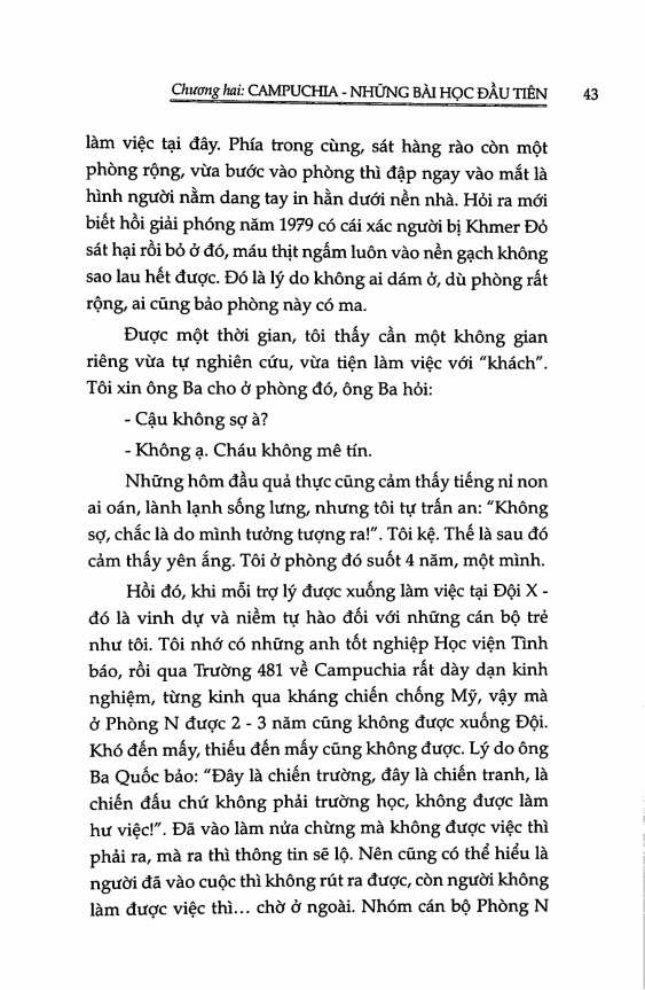 Chương hai: CAMPUCHIA - NHỮNG BÀI HỌC ĐẦU TIÊN 43
làm việc tại đây. Phía trong cùng, sát hàng rào còn một
phòng rộng, vừa bước vào phòng thì đập ngay vào mắt là
hình người nằm dang tay in hằn dưới nền nhà. Hỏi ra mới
biết hồi giải phóng năm 1979 có cái xác người bị Khmer Đỏ
sát hại rồi bỏ ở đó, máu thịt ngấm luôn vào nền gạch không
sao lau hết được. Đó là lý do không ai dám ở, dù phòng rất
rộng, ai cũng bảo phòng này có ma.
Được một thời gian, tôi thấy cần một không gian
riêng vừa tự nghiên cứu, vừa tiện làm việc với “khách”.
Tôi xin ông Ba cho ở phòng đó, ông Ba hỏi:
- Cậu không sợ à?
- Không ạ. Cháu không mê tín.
Những hôm đầu quả thực cũng cảm thấy tiếng nỉ non
ai oán, lành lạnh sống lưng, nhưng tôi tự trấn an: “Không
sợ, chắc là do mình tưởng tượng ra!”. Tôi kệ. Thế là sau đó
cảm thấy yên ắng. Tôi ở phòng đó suốt 4 năm, một mình.
Hồi đó, khi mỗi trợ lý được xuống làm việc tại Đội X -
đó là vinh dự và niềm tự hào đối với những cán bộ trẻ
như tôi. Tôi nhớ có những anh tốt nghiệp Học viện Tình
báo, rồi qua Trường 481 về Campuchia rất dày dạn kinh
nghiệm, từng kinh qua kháng chiến chống Mỹ, vậy mà
ở Phòng N được 2 - 3 năm cũng không được xuống Đội.
Khó đến mấy, thiếu đến mấy cũng không được. Lý do ông
Ba Quốc bảo: “Đây là chiến trường, đây là chiến tranh, là
chiến đấu chứ không phải trường học, không được làm
hư việc!”. Đã vào làm nửa chừng mà không được việc thì
phải ra, mà ra thì thông tin sẽ lộ. Nên cũng có thể hiểu là
người đã vào cuộc thì không rút ra được, còn người không
làm được việc thì... chờ ở ngoài. Nhóm cán bộ Phòng N